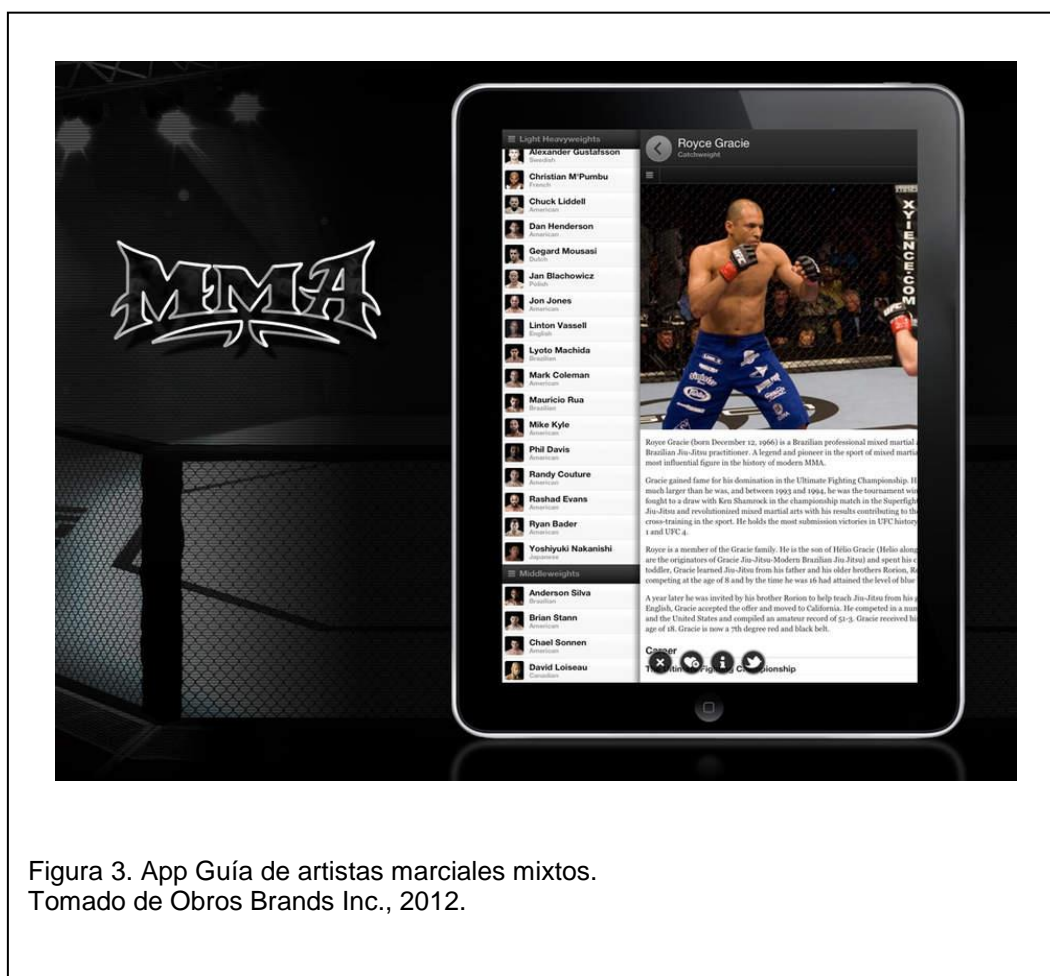 MMA
Light Heavyweights
Alexander Gustafsson
Swedish
Christian M'Pumbu
French
Chuck Liddell
American
Dan Henderson
American
Gegard Mousasi
Dutch
Jan Blachowicz
Polish
Jon Jones
American
Linton Vassell
English
Lyoto Machida
Brazilian
Mark Coleman
American
Mauricio Rua
Brazilian
Mike Kyle
American
Phil Davis
American
Randy Couture
American
Rashad Evans
American
Ryan Bader
American
Yoshiyuki Nakanishi
Japanese
Middleweights
Anderson Silva
Brazilian
Brian Stann
American
Chael Sonnen
American
David Loiseau
Canadian
Royce Gracie
Catchweight
XYIENCE.COM
UFC
Royce Gracie (born December 12, 1966) is a Brazilian professional mixed martial a
Brazilian Jiu-Jitsu practitioner. A legend and pioneer in the sport of mixed martia
most influential figure in the history of modern MMA.
Gracie gained fame for his domination in the Ultimate Fighting Championship. H
much larger than he was, and between 1993 and 1994, he was the tournament win
fought to a draw with Ken Shamrock in the championship match in the Superfight
Jiu-Jitsu and revolutionized mixed martial arts with his results contributing to the
cross-training in the sport. He holds the most submission victories in UFC history
1 and UFC 4.
Royce is a member of the Gracie family. He is the son of Hélio Gracie (Helio along
are the originators of Gracie Jiu-Jitsu-Modern Brazilian Jiu Jitsu) and spent his c
toddler, Gracie learned Jiu-Jitsu from his father and his older brothers Rorion, Re
competing at the age of 8 and by the time he was 16 had attained the level of blue
A year later he was invited by his brother Rorion to help teach Jiu-Jitsu from his g
English, Gracie accepted the offer and moved to California. He competed in a num
and the United States and compiled an amateur record of 51-3. Gracie received his
age of 18. Gracie is now a 7th degree red and black belt.
Career
The Ultimate Fighting Championship
Figura 3. App Guía de artistas marciales mixtos.
Tomado de Obros Brands Inc., 2012.